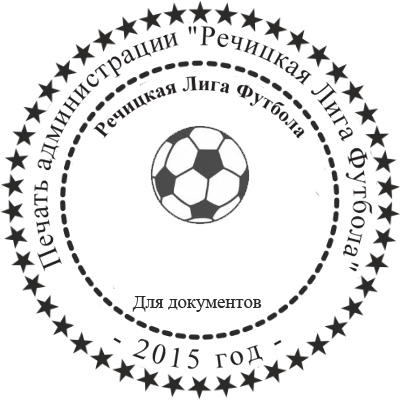 Печать администрации "Речицкая Лига Футбола"
Речицкая Лига Футбола
Для документов
- 2015 год -